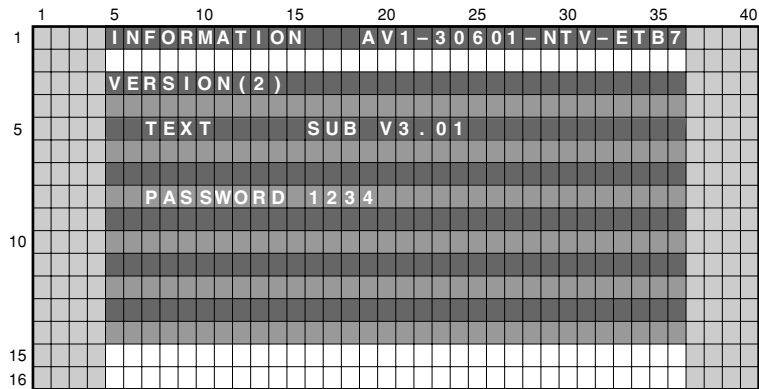 1 5 10 15 20 25 30 35 40
1 INFORMATION AV1–30601–NTV–ETB7
VERSION(2)
5 TEXT SUB V3.01
PASSWORD 1234
10
15
16